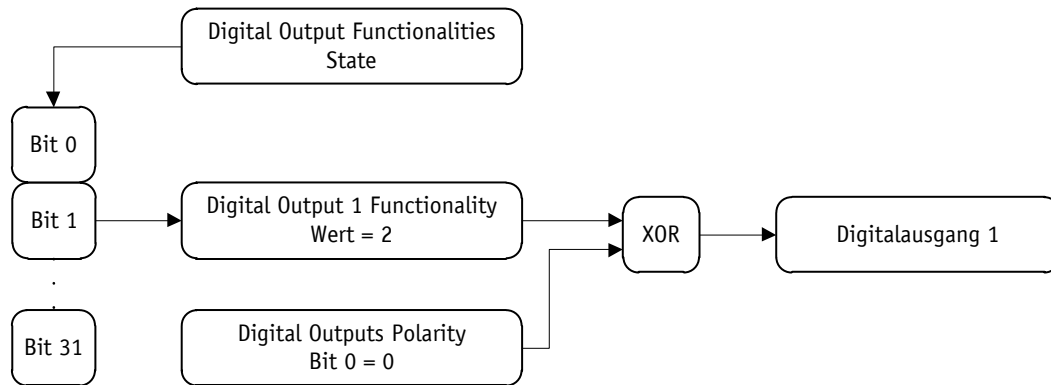 Digital Output Functionalities
State
Bit 0
Bit 1
Digital Output 1 Functionality
Wert = 2
XOR
Digitalausgang 1
Bit 31
Digital Outputs Polarity
Bit 0 = 0